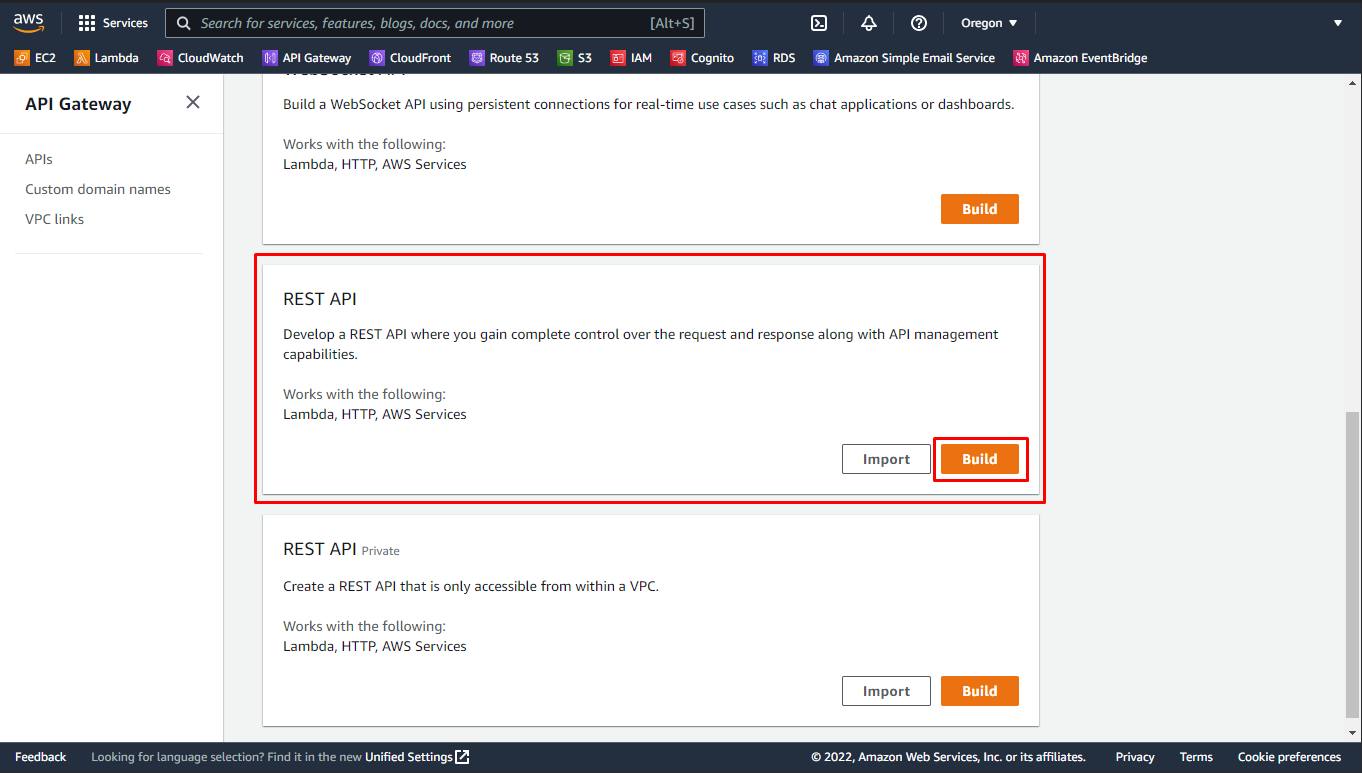 aws
Services
Search for services, features, blogs, docs, and more
[Alt+S]
Oregon
EC2
Lambda
CloudWatch
API Gateway
CloudFront
Route 53
S3
IAM
Cognito
RDS
Amazon Simple Email Service
Amazon EventBridge
API Gateway
APIs
Custom domain names
VPC links
WebSocket API
Build a WebSocket API using persistent connections for real-time use cases such as chat applications or dashboards.
Works with the following:
Lambda, HTTP, AWS Services
Build
REST API
Develop a REST API where you gain complete control over the request and response along with API management
capabilities.
Works with the following:
Lambda, HTTP, AWS Services
Import
Build
REST API Private
Create a REST API that is only accessible from within a VPC.
Works with the following:
Lambda, HTTP, AWS Services
Import
Build
Feedback
Looking for language selection? Find it in the new Unified Settings
© 2022, Amazon Web Services, Inc. or its affiliates.
Privacy
Terms
Cookie preferences